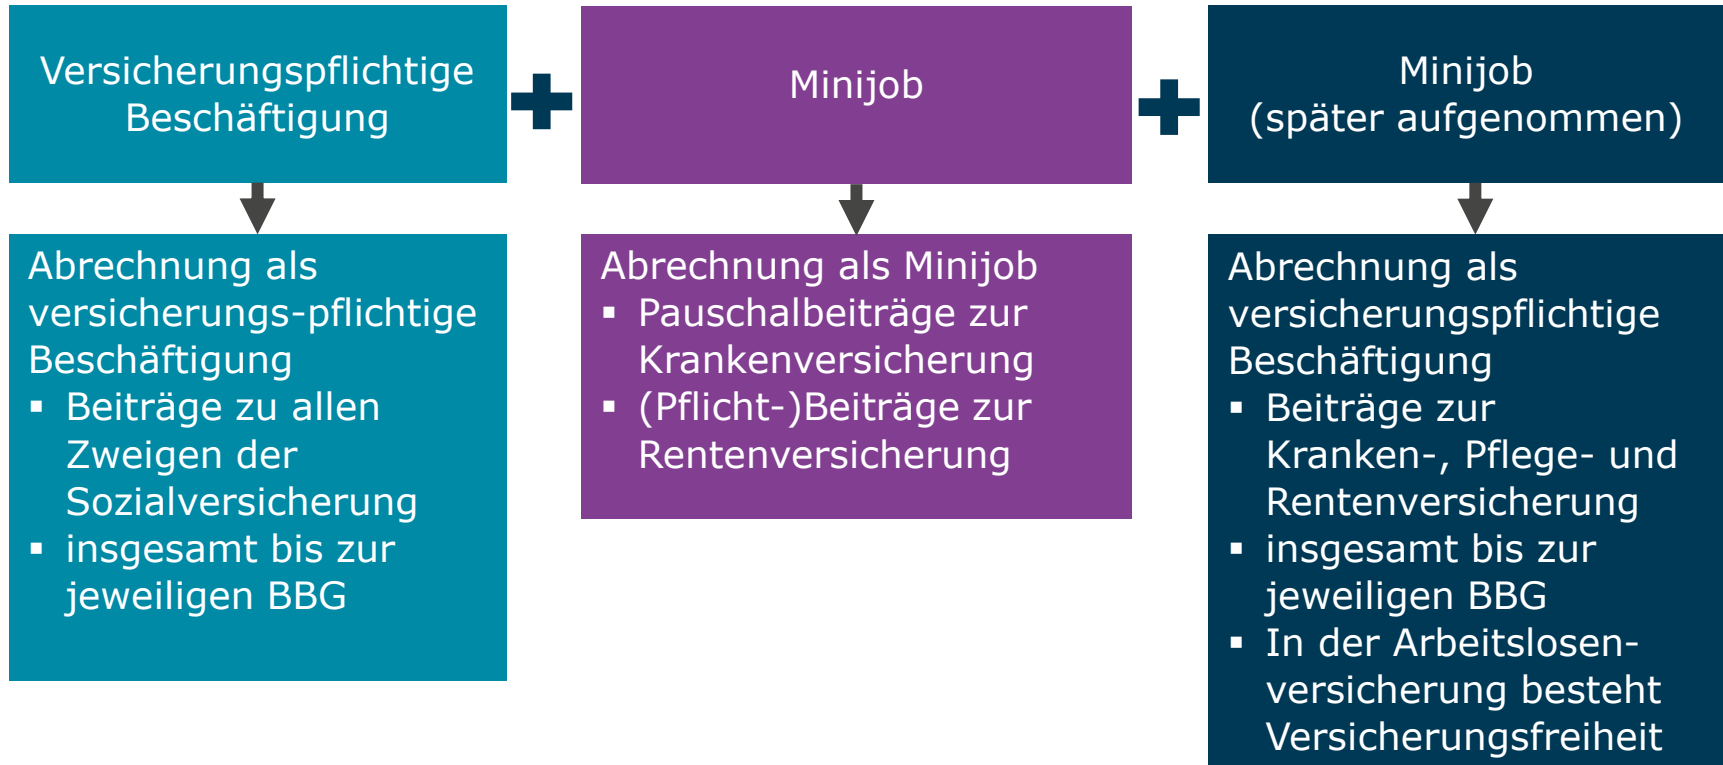 Versicherungspflichtige
Beschäftigung
Minijob
Minijob
(später aufgenommen)
Abrechnung als
versicherungs-pflichtige
Beschäftigung
▪ Beiträge zu allen
Zweigen der
Sozialversicherung
▪ insgesamt bis zur
jeweiligen BBG
Abrechnung als Minijob
▪ Pauschalbeiträge zur
Krankenversicherung
▪ (Pflicht-)Beiträge zur
Rentenversicherung
Abrechnung als
versicherungspflichtige
Beschäftigung
▪ Beiträge zur
Kranken-, Pflege- und
Rentenversicherung
▪ insgesamt bis zur
jeweiligen BBG
▪ In der Arbeitslosen-
versicherung besteht
Versicherungsfreiheit